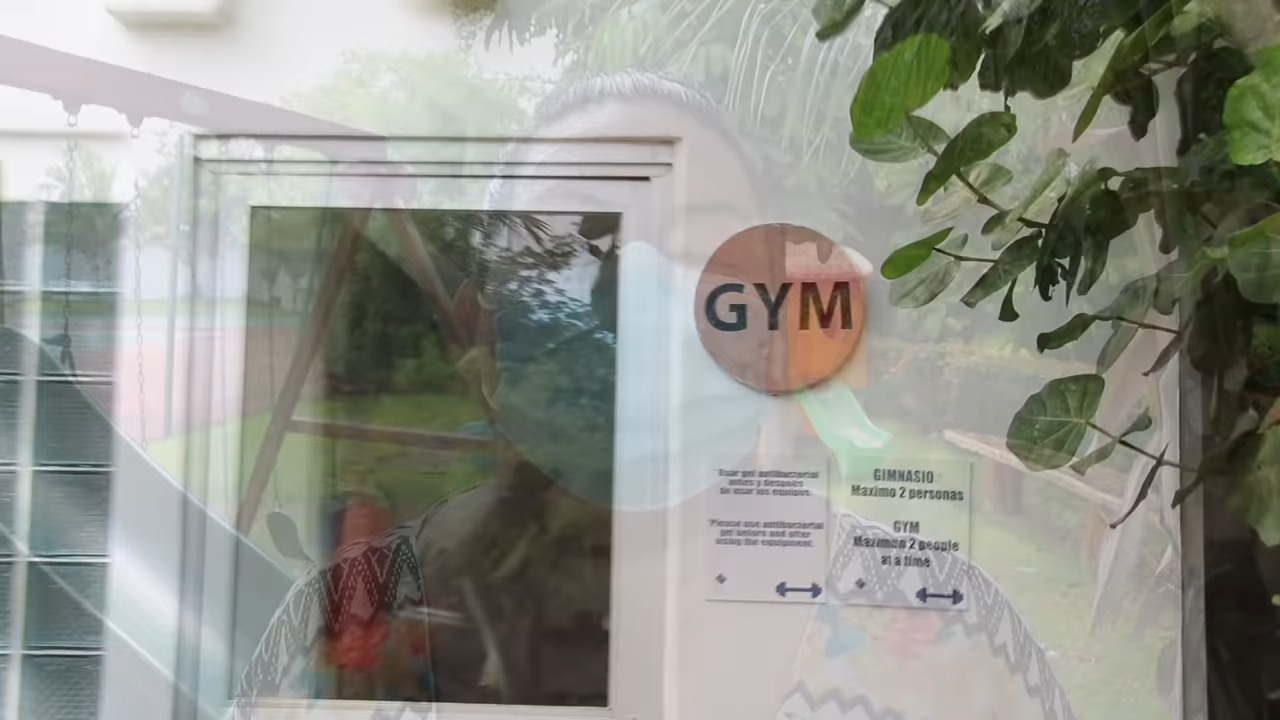 GYM
*Usar gel antibacterial
antes y después
de usar los equipos.
*Please use antibacterial
gel before and after
using the equipment.
GIMNASIO
Maximo 2 personas
GYM
Maximun 2 people
at a time